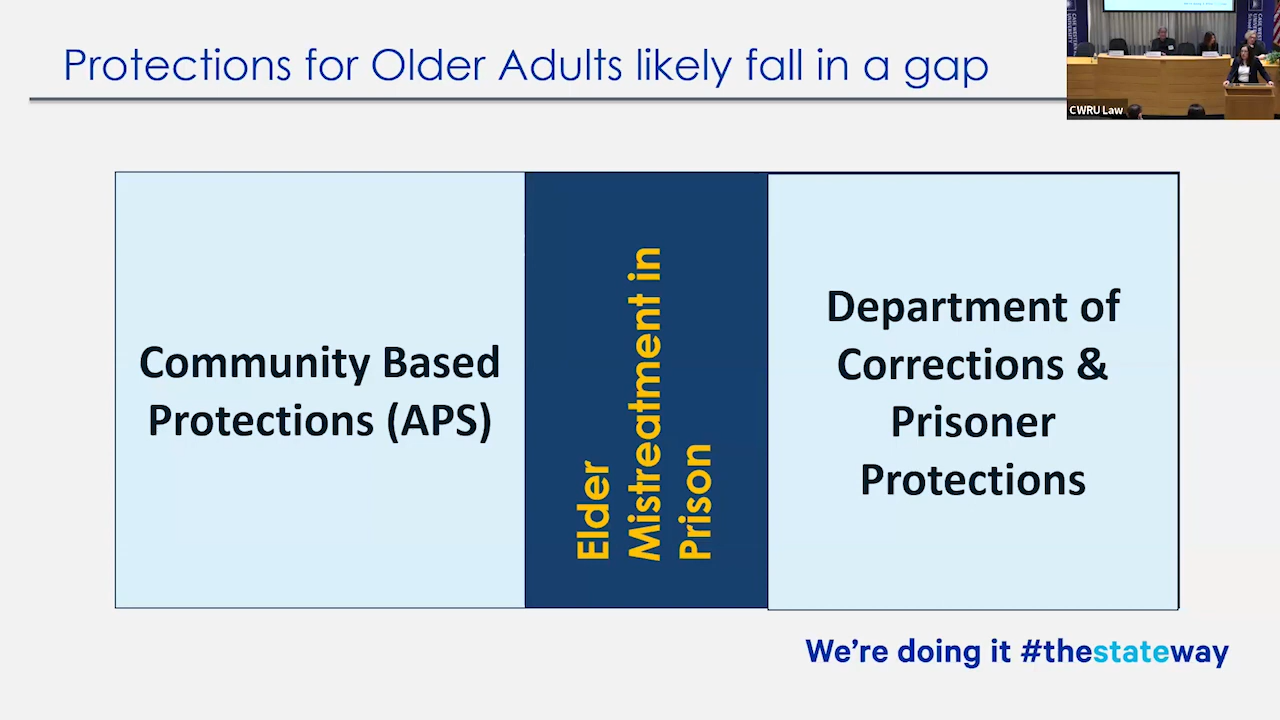 Protections for Older Adults likely fall in a gap
CWRU Law
Community Based
Protections (APS)
Elder
Mistreatment in
Prison
Department of
Corrections &
Prisoner
Protections
We're doing it #thestateway